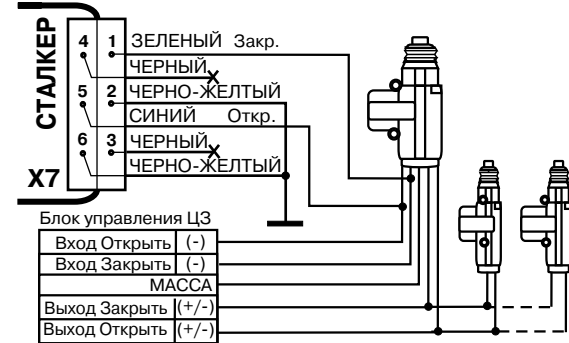 СТАЛКЕР
X7
4 1 ЗЕЛЕНЫЙ Закр.
ЧЕРНЫЙ
5 2 ЧЕРНО-ЖЕЛТЫЙ
СИНИЙ Откр.
6 3 ЧЕРНЫЙ
ЧЕРНО-ЖЕЛТЫЙ
Блок управления ЦЗ
Вход Открыть (-)
Вход Закрыть (-)
МАССА
Выход Закрыть (+/-)
Выход Открыть (+/-)